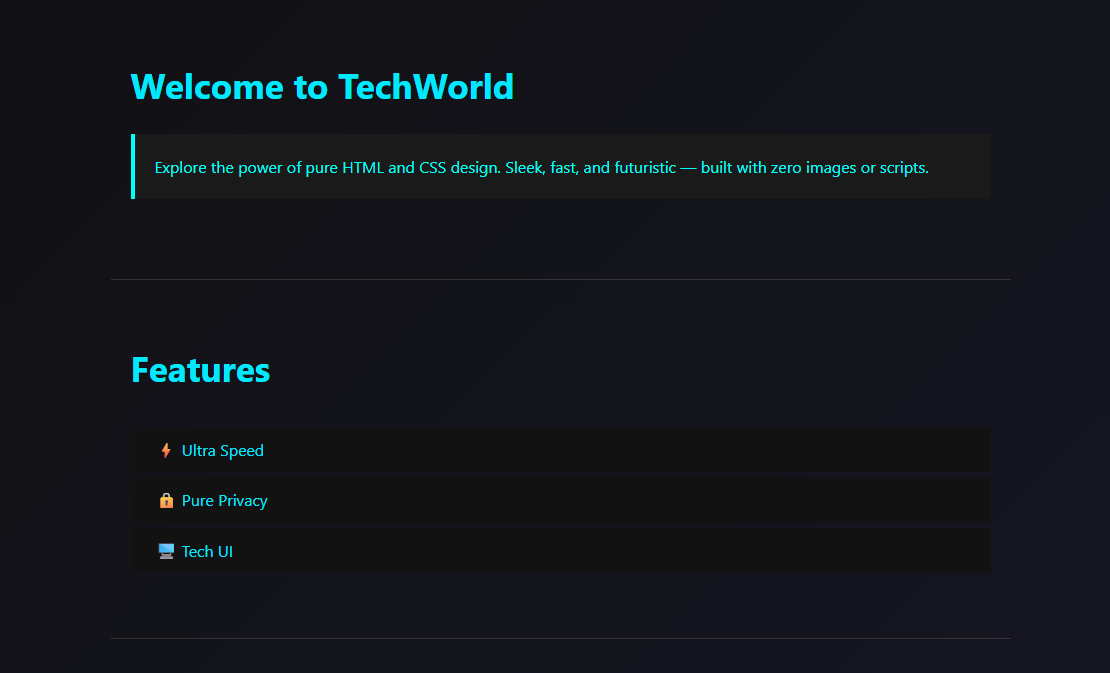 Welcome to TechWorld
Explore the power of pure HTML and CSS design. Sleek, fast, and futuristic — built with zero images or scripts.
Features
⚡ Ultra Speed
🔒 Pure Privacy
💻 Tech UI